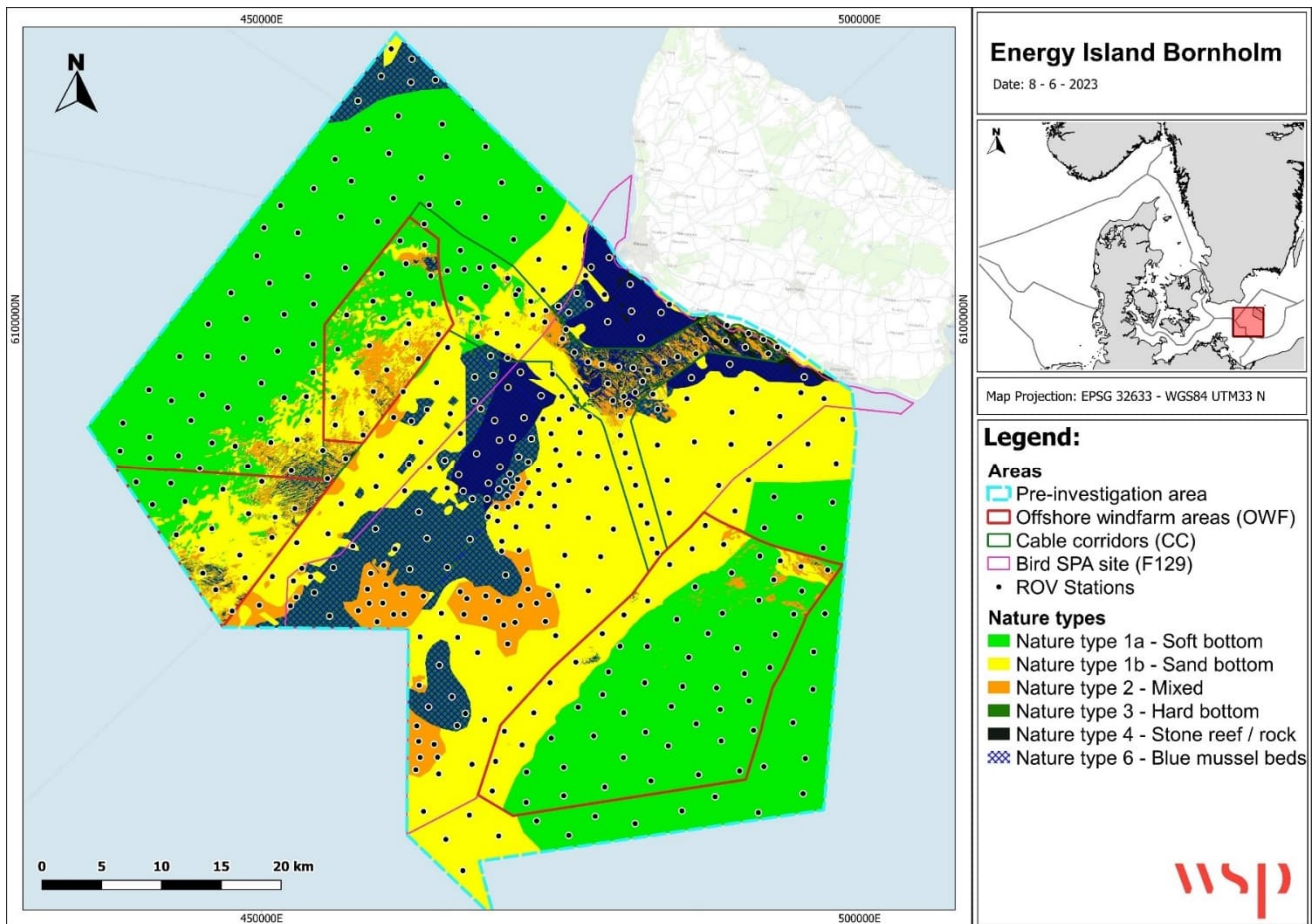 450000E
500000E
N
6100000N
6100000N
0 5 10 15 20 km
450000E
500000E
Energy Island Bornholm
Date: 8 - 6 - 2023
N
Map Projection: EPSG 32633 - WGS84 UTM33 N
Legend:
Areas
Pre-investigation area
Offshore windfarm areas (OWF)
Cable corridors (CC)
Bird SPA site (F129)
ROV Stations
Nature types
Nature type 1a - Soft bottom
Nature type 1b - Sand bottom
Nature type 2 - Mixed
Nature type 3 - Hard bottom
Nature type 4 - Stone reef / rock
Nature type 6 - Blue mussel beds
wsp